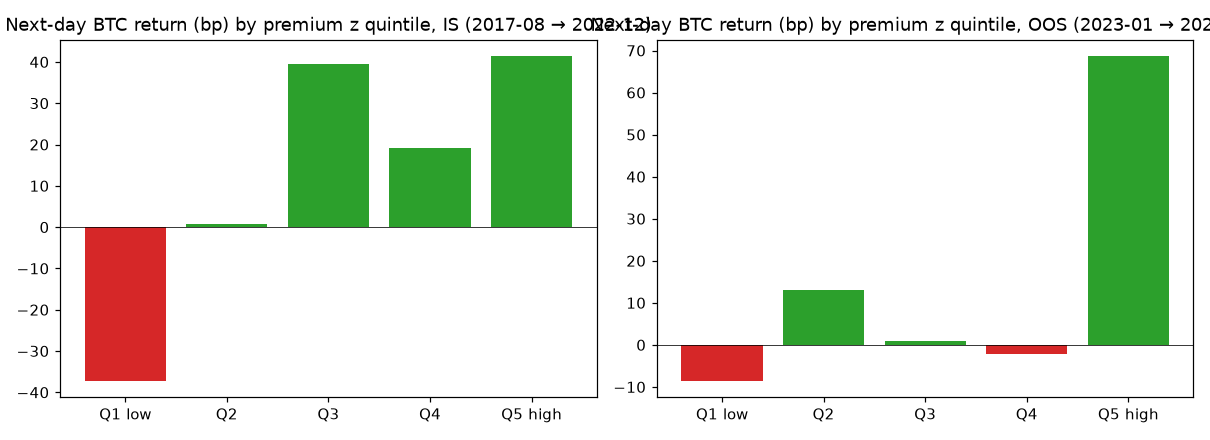 Next-day BTC return (bp) by premium z quintile, IS (2017-08 → 2022-12)
Next-day BTC return (bp) by premium z quintile, OOS (2023-01 → 202
40
30
20
10
0
−10
−20
−30
−40
Q1 low
Q2
Q3
Q4
Q5 high
70
60
50
40
30
20
10
0
−10
Q1 low
Q2
Q3
Q4
Q5 high